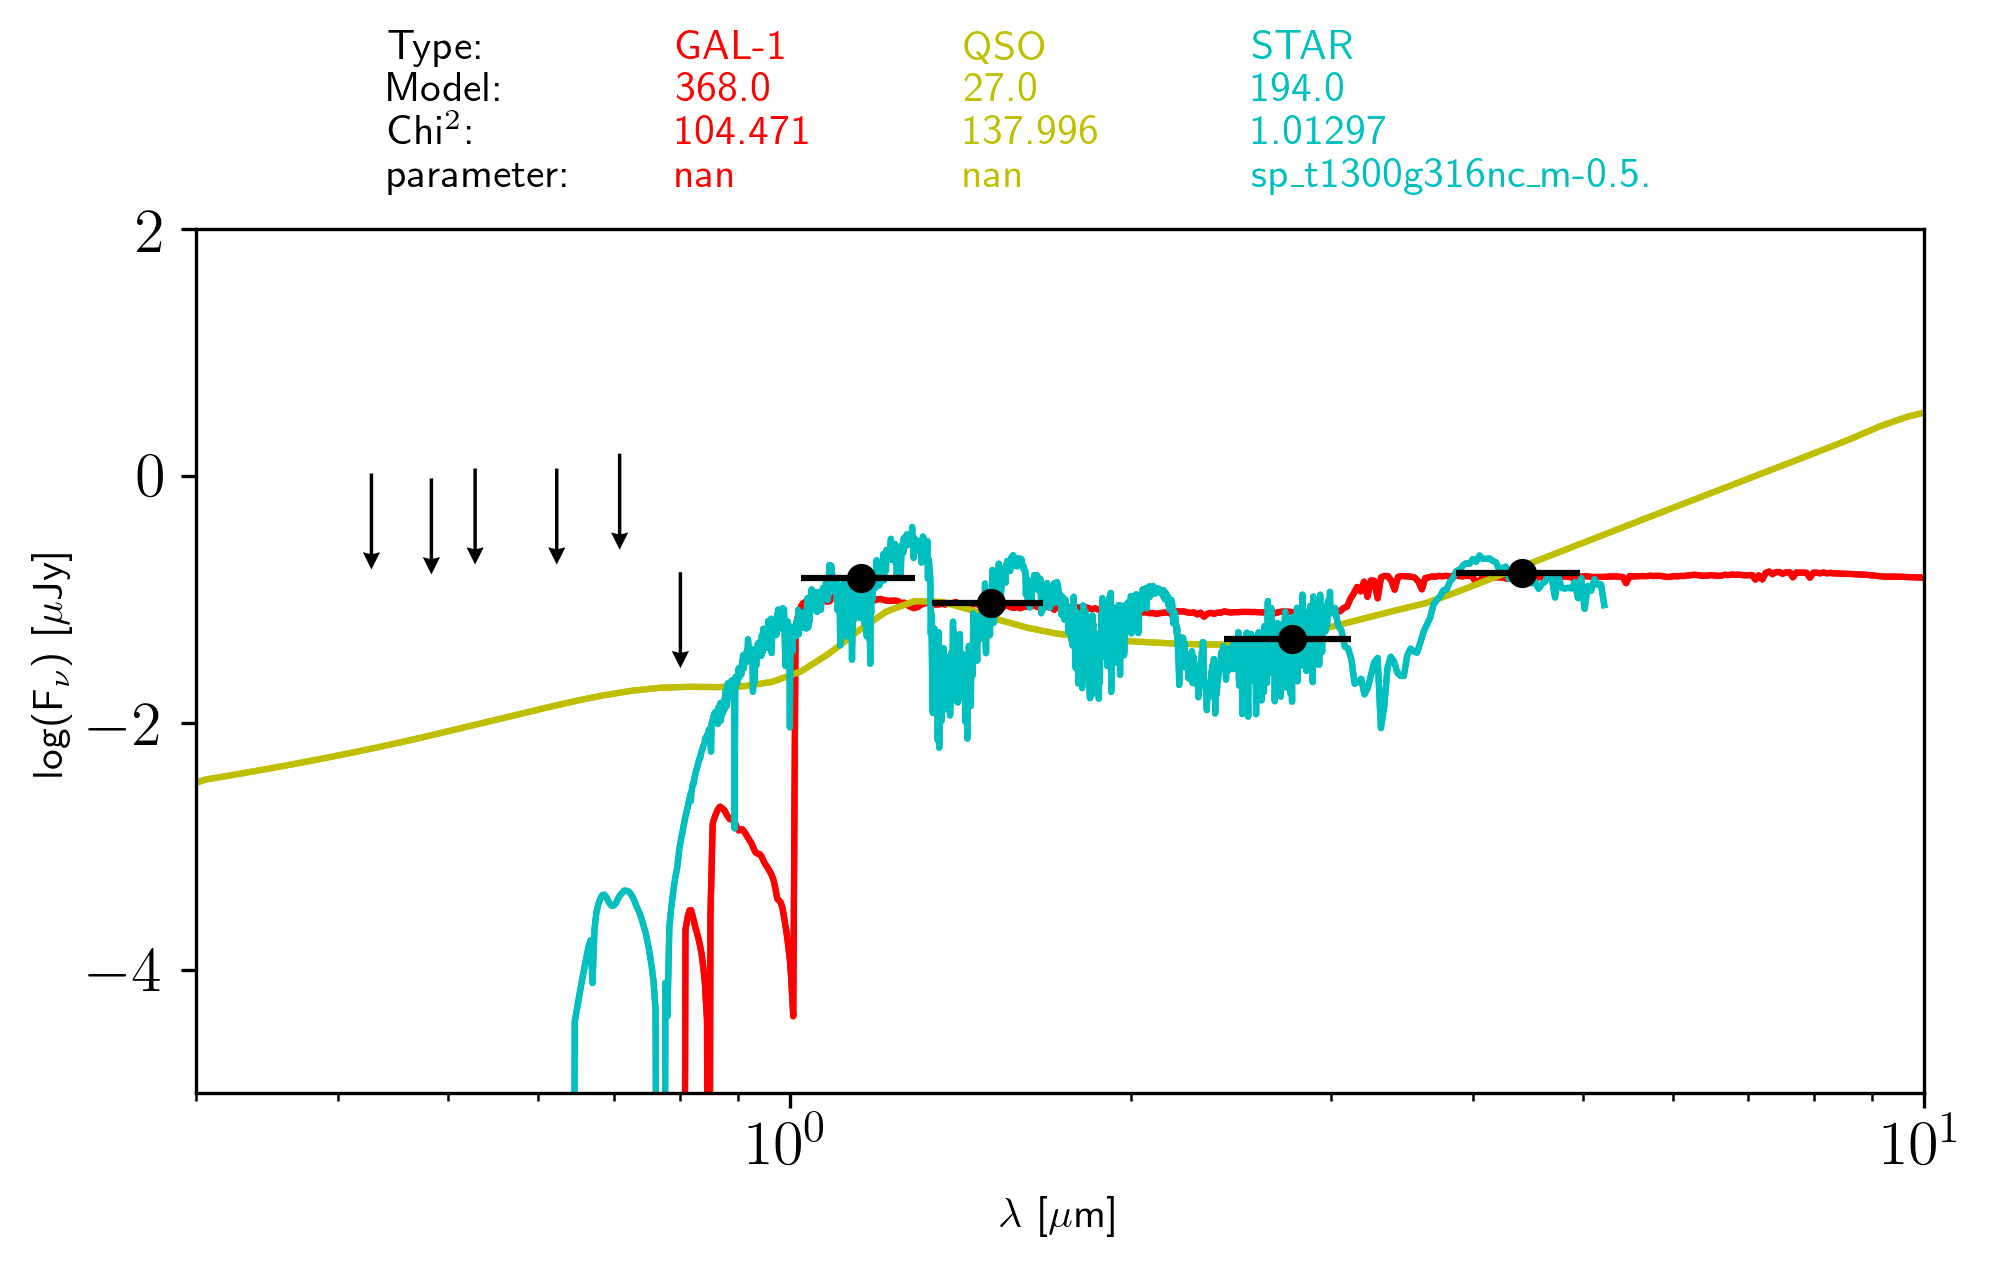 Type: GAL-1 QSO STAR
Model: 368.0 27.0 194.0
Chi²: 104.471 137.996 1.01297
parameter: nan nan sp_t1300g316nc_m-0.5.
2
0
−2
−4
log(Fν) [μJy]
10⁰ 10¹
λ [μm]